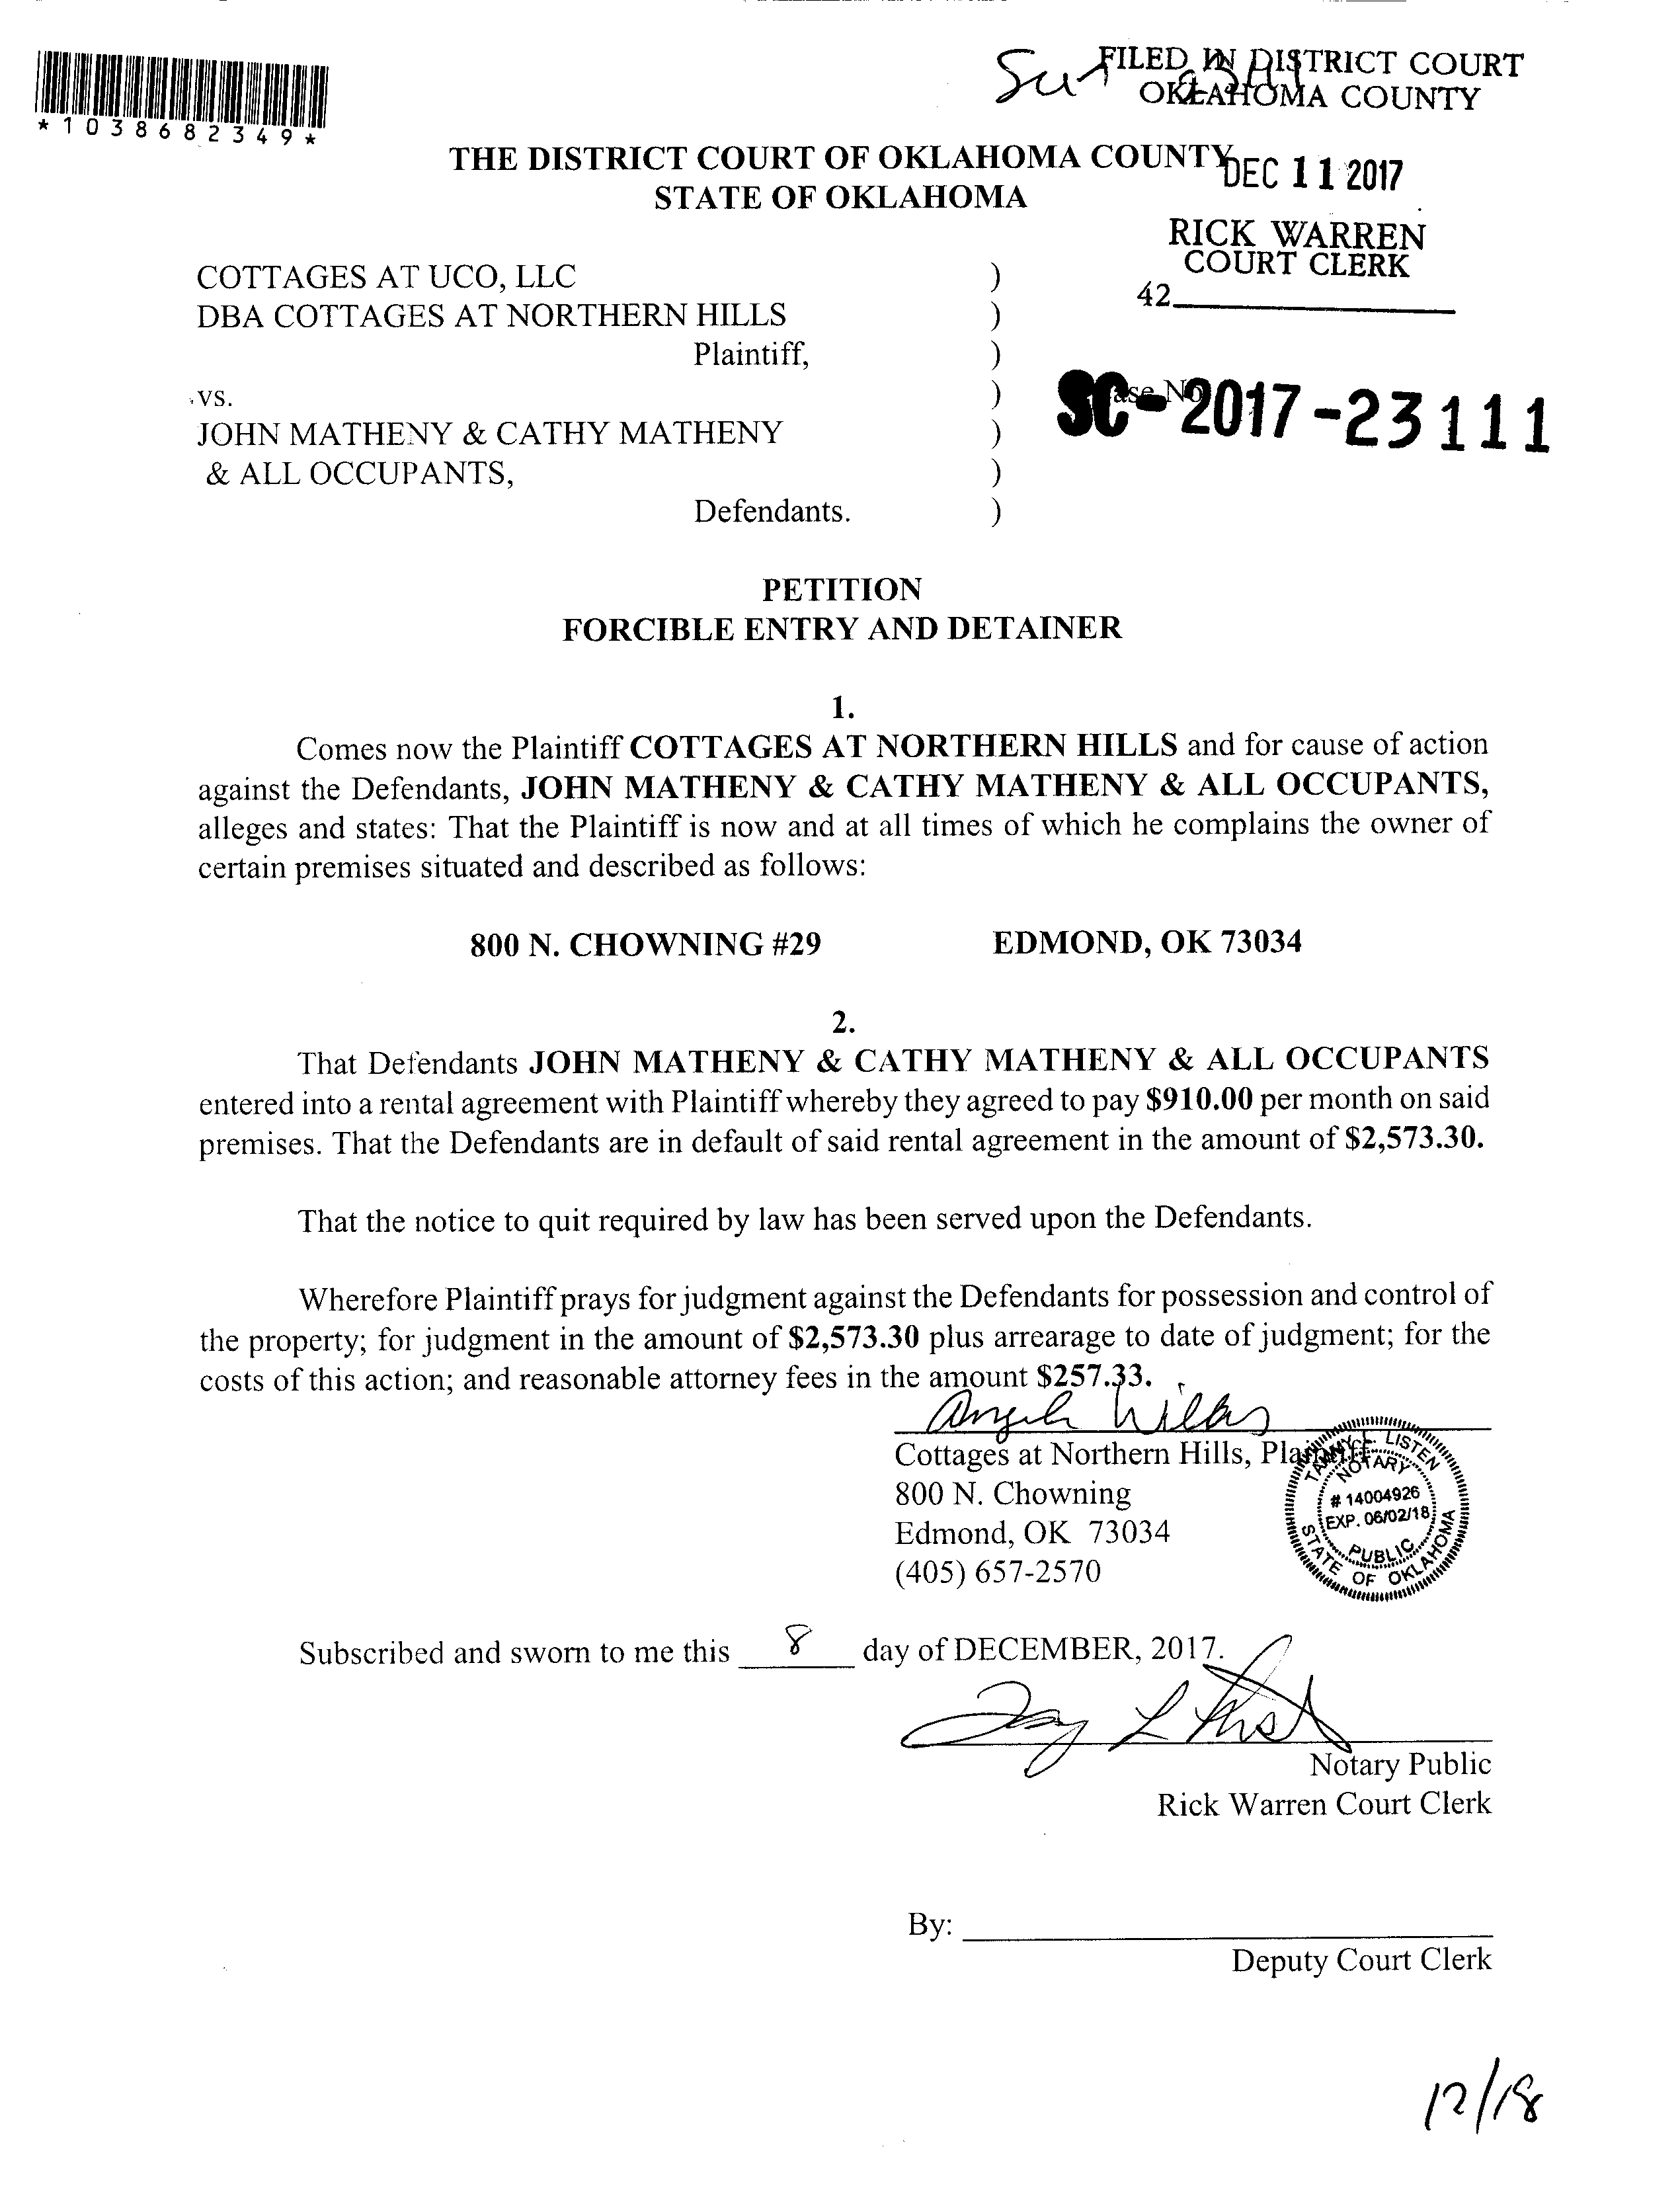 FILED IN DISTRICT COURT
OKLAHOMA COUNTY
*1038682349*
THE DISTRICT COURT OF OKLAHOMA COUNTY
DEC 11 2017
STATE OF OKLAHOMA
RICK WARREN
COURT CLERK
42
COTTAGES AT UCO, LLC )
DBA COTTAGES AT NORTHERN HILLS )
Plaintiff, )
vs. ) Case No
SC-2017-23111
JOHN MATHENY & CATHY MATHENY )
& ALL OCCUPANTS, )
Defendants. )
PETITION
FORCIBLE ENTRY AND DETAINER
1.
Comes now the Plaintiff COTTAGES AT NORTHERN HILLS and for cause of action
against the Defendants, JOHN MATHENY & CATHY MATHENY & ALL OCCUPANTS,
alleges and states: That the Plaintiff is now and at all times of which he complains the owner of
certain premises situated and described as follows:
800 N. CHOWNING #29 EDMOND, OK 73034
2.
That Defendants JOHN MATHENY & CATHY MATHENY & ALL OCCUPANTS
entered into a rental agreement with Plaintiff whereby they agreed to pay $910.00 per month on said
premises. That the Defendants are in default of said rental agreement in the amount of $2,573.30.
That the notice to quit required by law has been served upon the Defendants.
Wherefore Plaintiff prays for judgment against the Defendants for possession and control of
the property; for judgment in the amount of $2,573.30 plus arrearage to date of judgment; for the
costs of this action; and reasonable attorney fees in the amount $257.33.
Cottages at Northern Hills, Plaintiff
800 N. Chowning
Edmond, OK 73034
(405) 657-2570
LISTEN
NOTARY
# 14004926
EXP. 06/02/18
PUBLIC
STATE OF OKLAHOMA
Subscribed and sworn to me this 8 day of DECEMBER, 2017.
Notary Public
Rick Warren Court Clerk
By:
Deputy Court Clerk
12/18